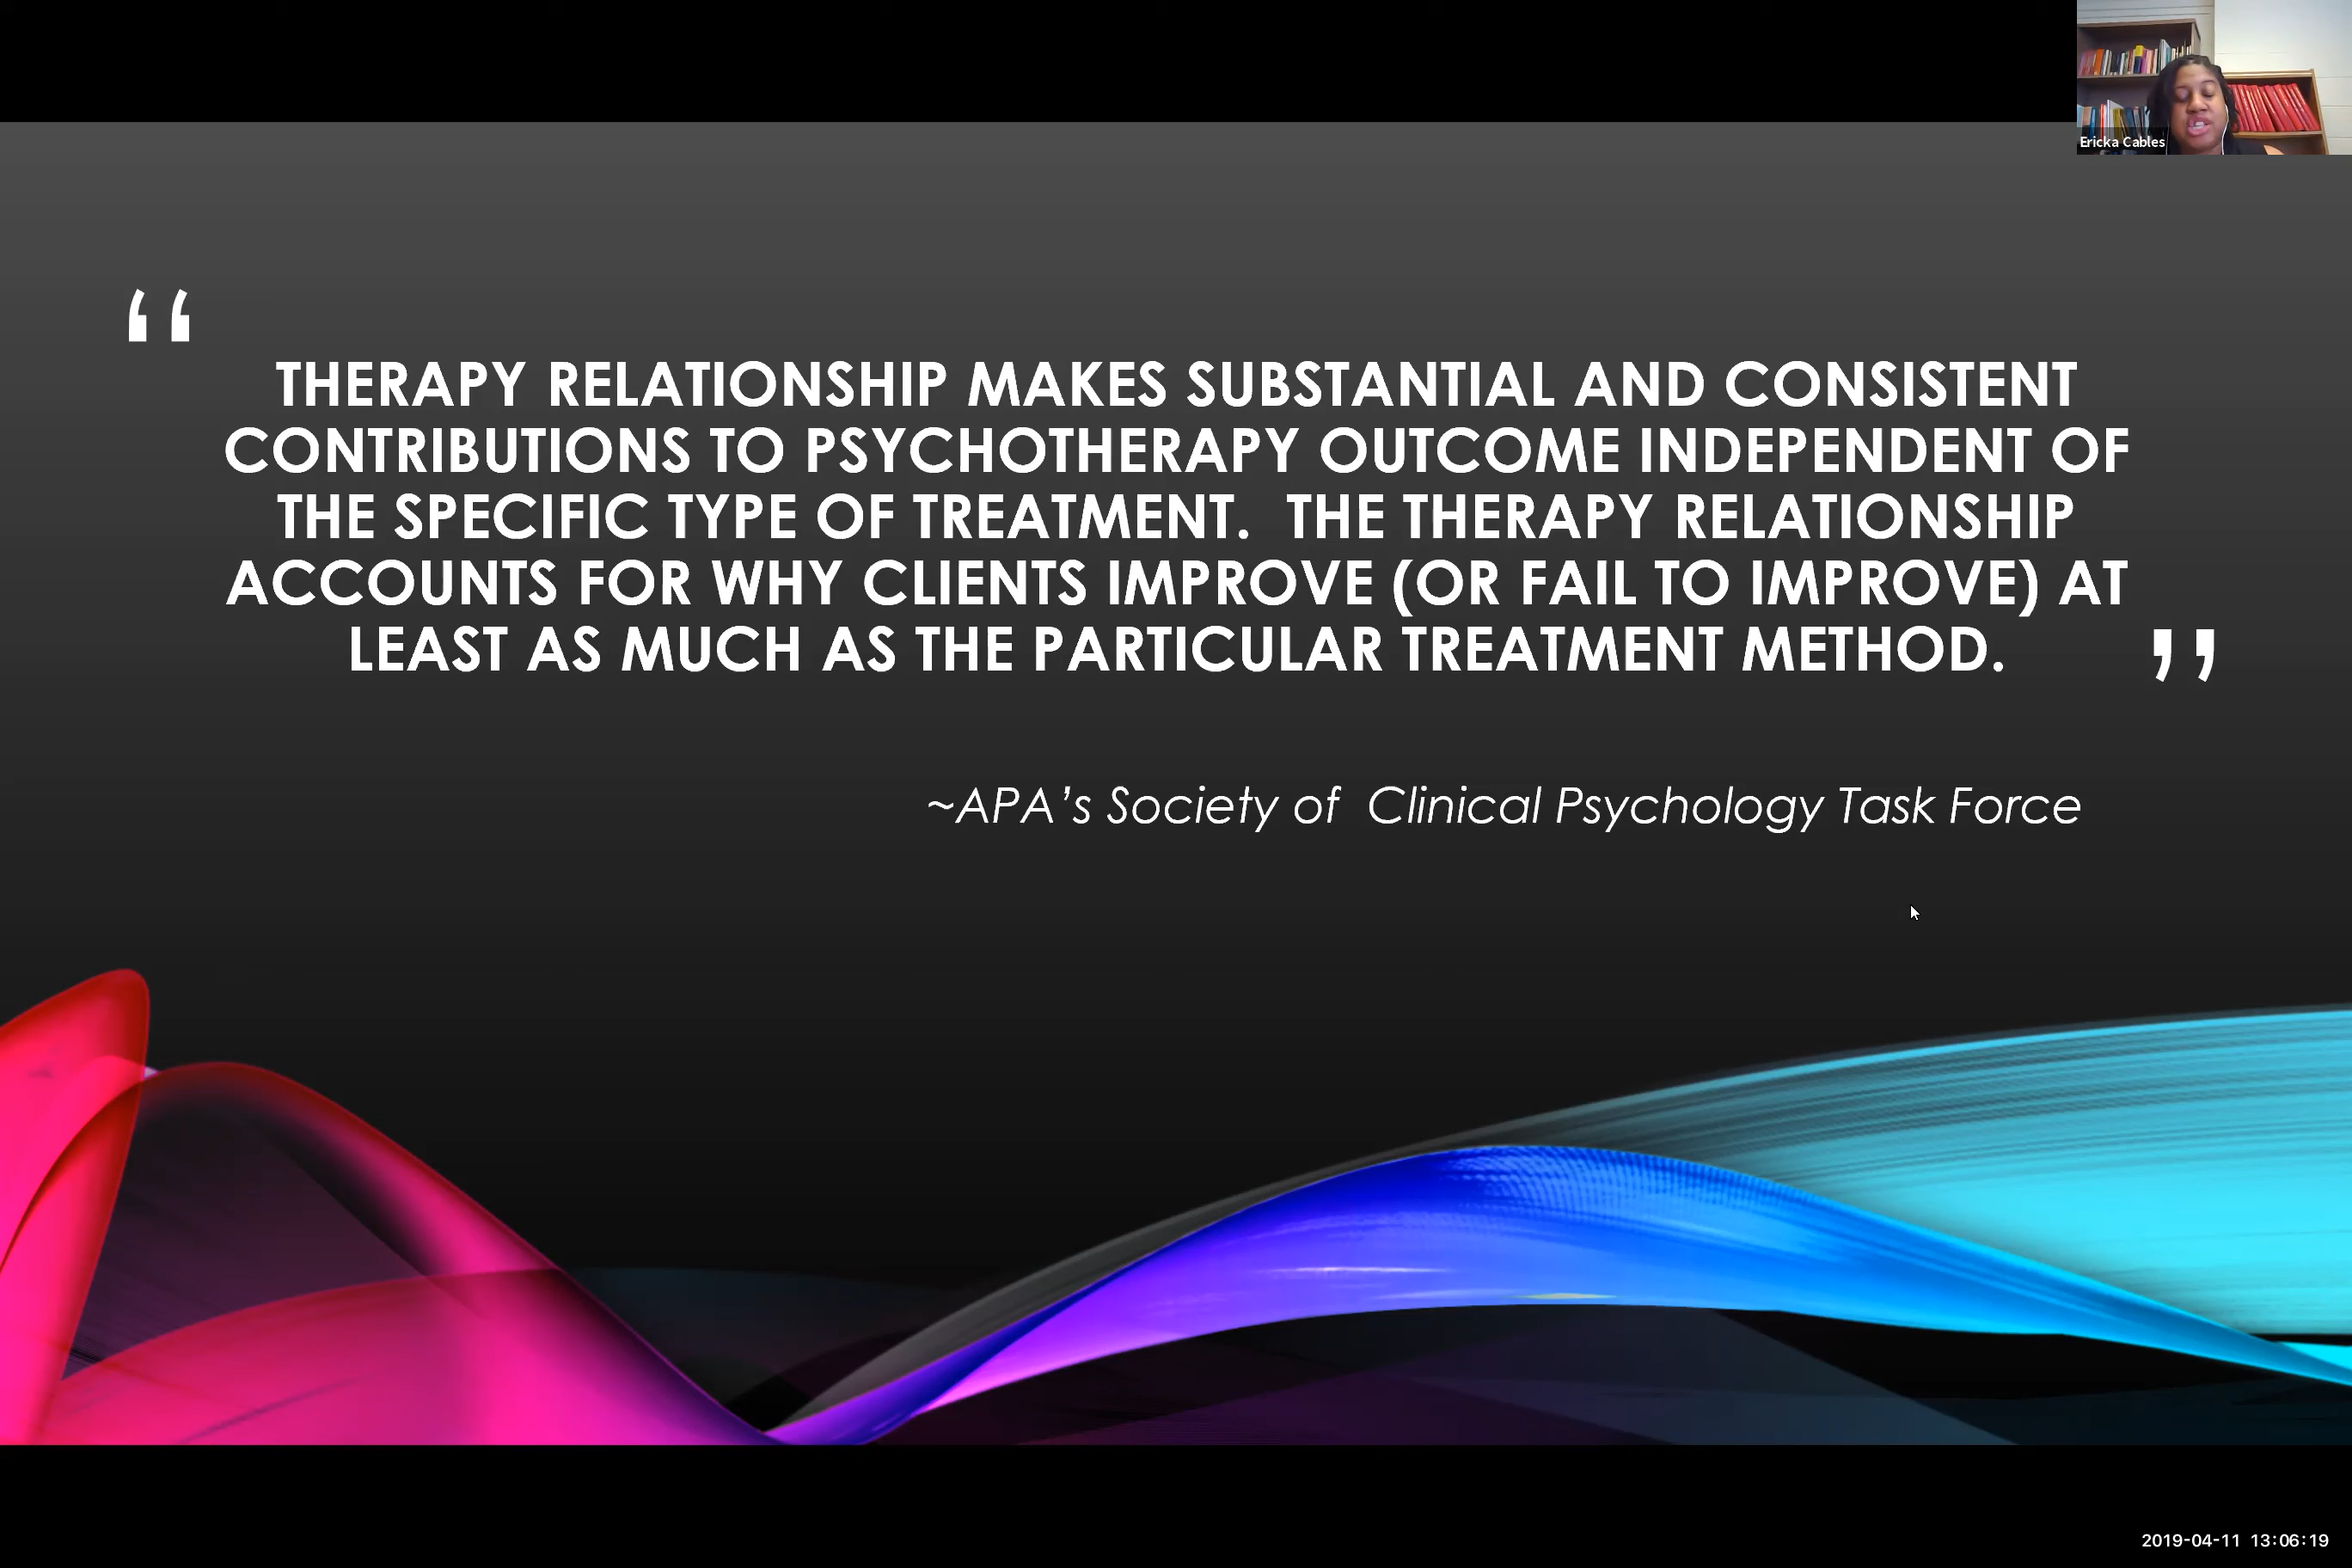 Ericka Cables
“
THERAPY RELATIONSHIP MAKES SUBSTANTIAL AND CONSISTENT
CONTRIBUTIONS TO PSYCHOTHERAPY OUTCOME INDEPENDENT OF
THE SPECIFIC TYPE OF TREATMENT.  THE THERAPY RELATIONSHIP
ACCOUNTS FOR WHY CLIENTS IMPROVE (OR FAIL TO IMPROVE) AT
LEAST AS MUCH AS THE PARTICULAR TREATMENT METHOD. ”
~APA’s Society of  Clinical Psychology Task Force
2019-04-11 13:06:19